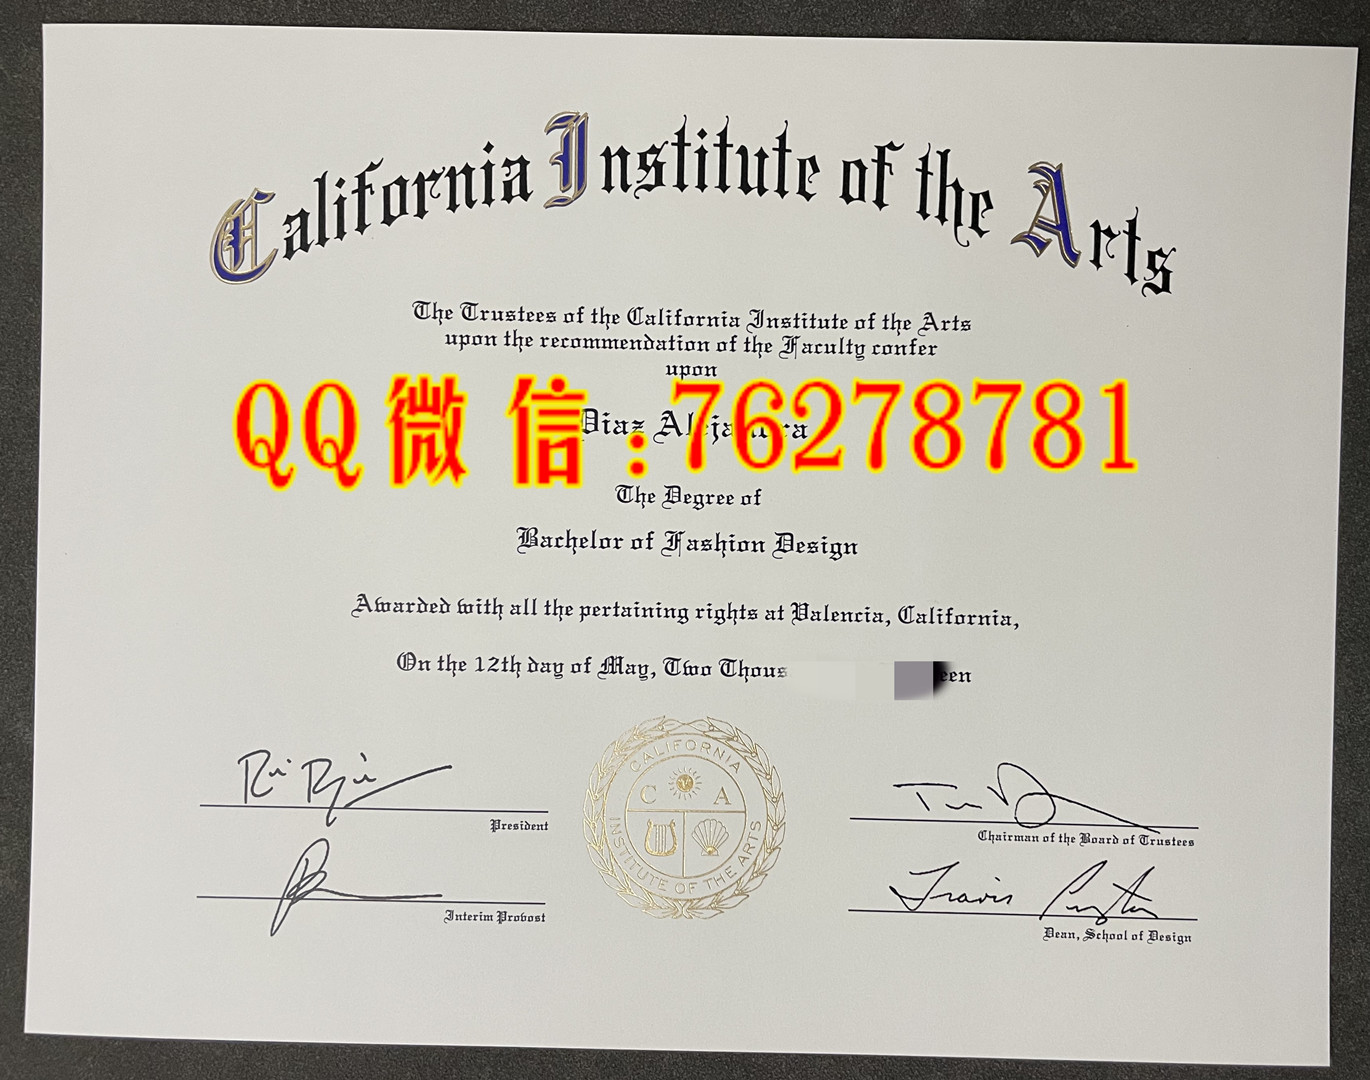 California Institute of the Arts
The Trustees of the California Institute of the Arts
upon the recommendation of the Faculty confer
upon
QQ微信:76278781
Diaz
The Degree of
Bachelor of Fashion Design
Awarded with all the pertaining rights at Valencia, California,
On the 12th day of May, Two
CALIFORNIA
C A
INSTITUTE OF THE ARTS
President
Chairman of the Board of Trustees
Travis
Interim Provost
Dean, School of Design